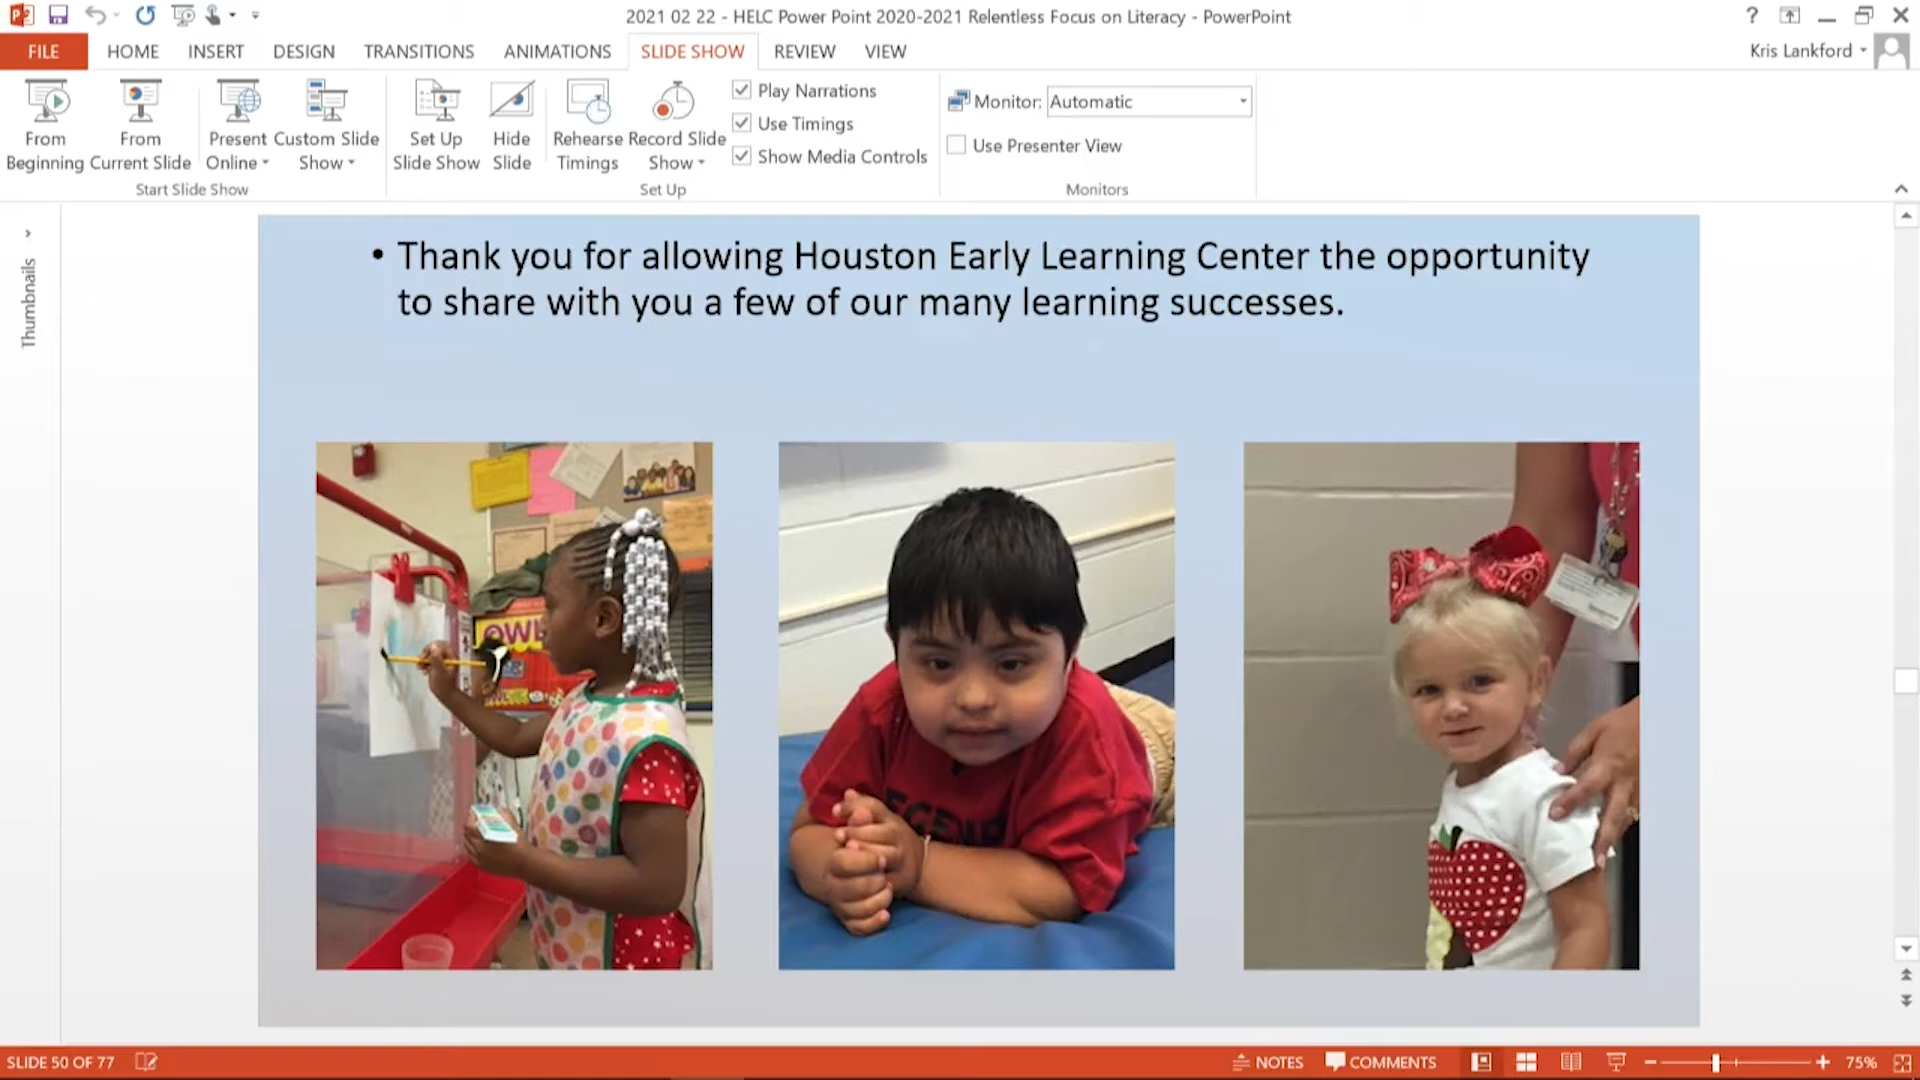 2021 02 22 - HELC Power Point 2020-2021 Relentless Focus on Literacy - PowerPoint
?
FILE HOME INSERT DESIGN TRANSITIONS ANIMATIONS SLIDE SHOW REVIEW VIEW
Kris Lankford
From Beginning
From Current Slide
Present Online
Custom Slide Show
Start Slide Show
Set Up Slide Show
Hide Slide
Rehearse Timings
Record Slide Show
Play Narrations
Use Timings
Show Media Controls
Set Up
Monitor: Automatic
Use Presenter View
Monitors
Thumbnails
• Thank you for allowing Houston Early Learning Center the opportunity
to share with you a few of our many learning successes.
OWL
SLIDE 50 OF 77
NOTES
COMMENTS
75%